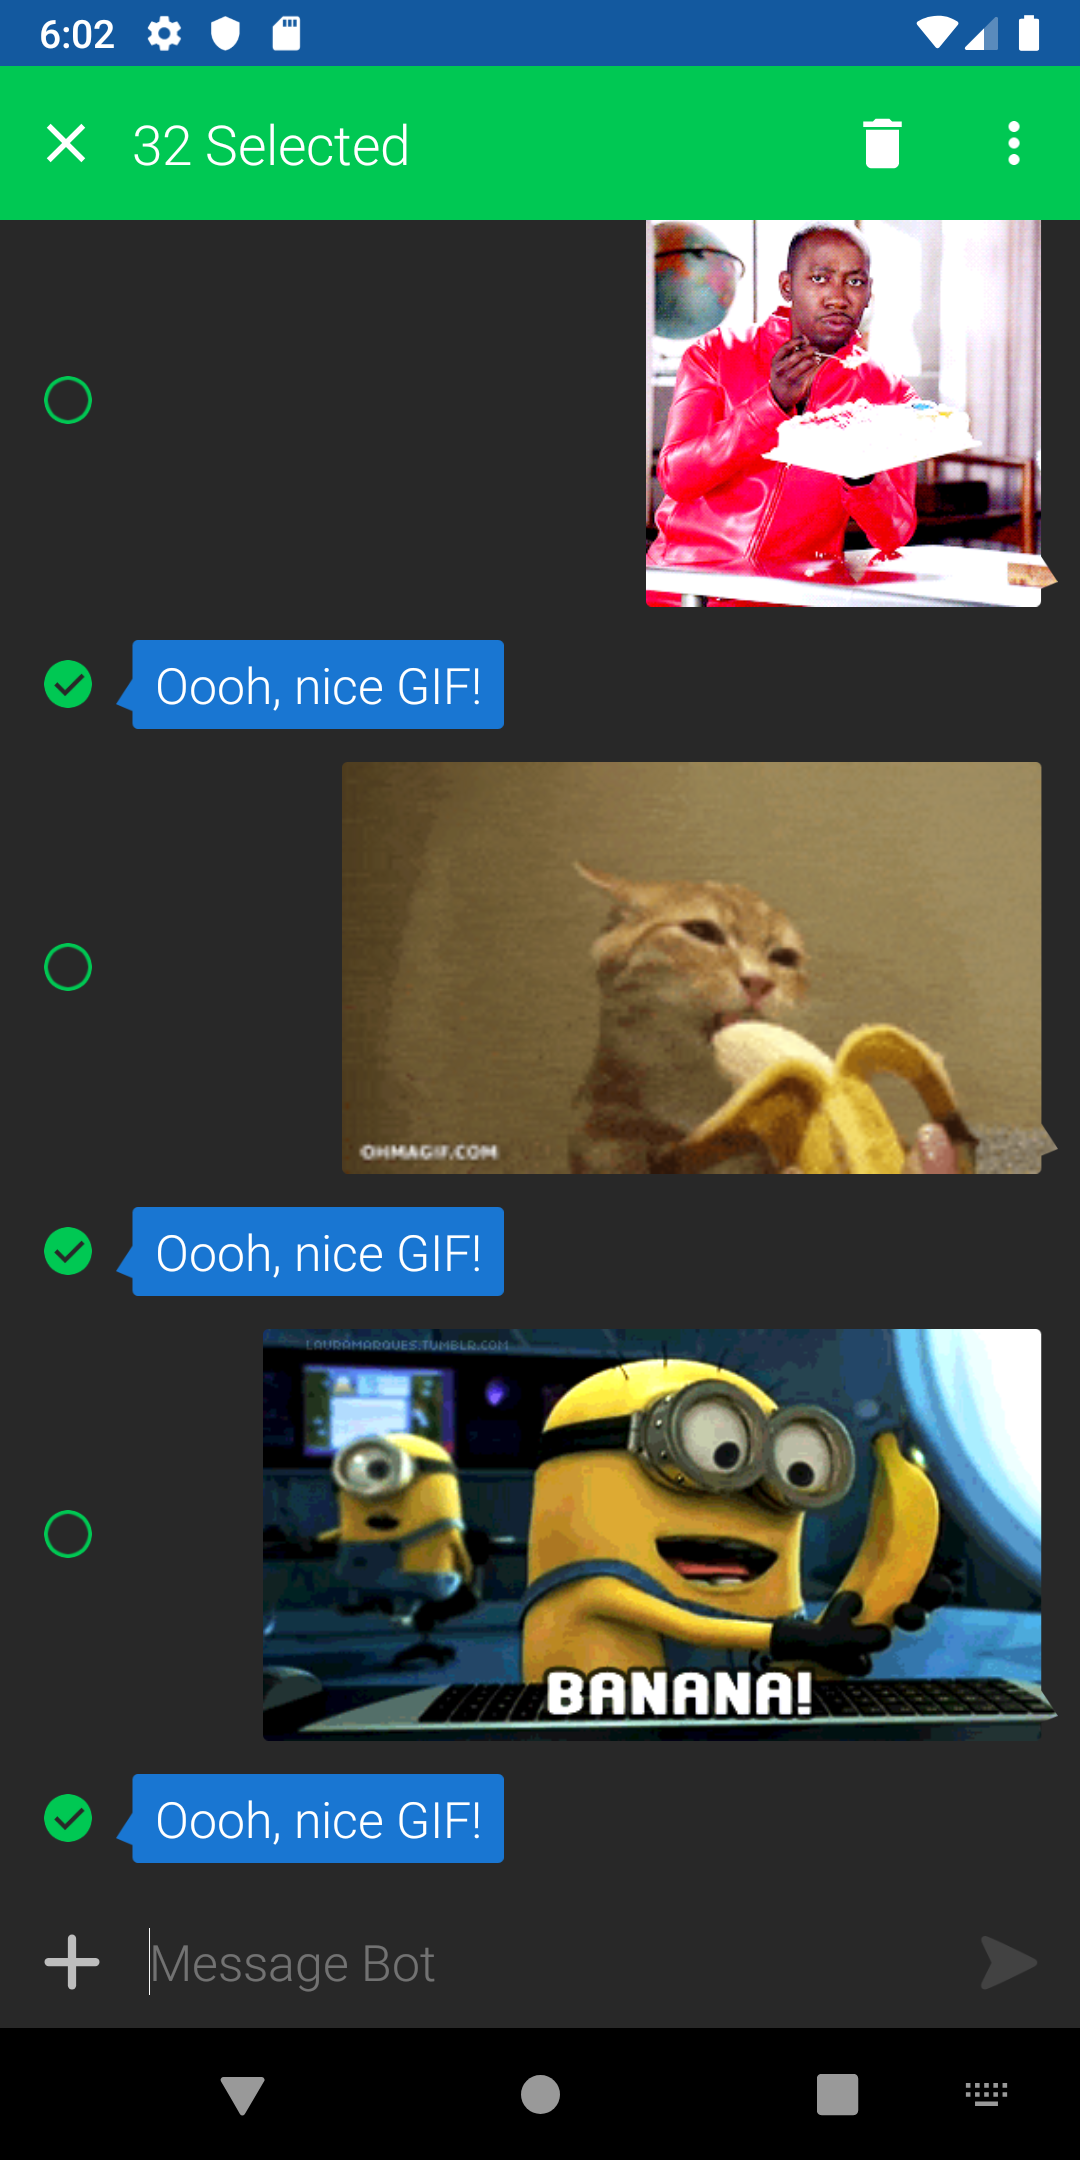 6:02
32 Selected
Oooh, nice GIF!
OHMAGIF.COM
Oooh, nice GIF!
LAURAMARQUES.TUMBLR.COM
BANANA!
Oooh, nice GIF!
Message Bot